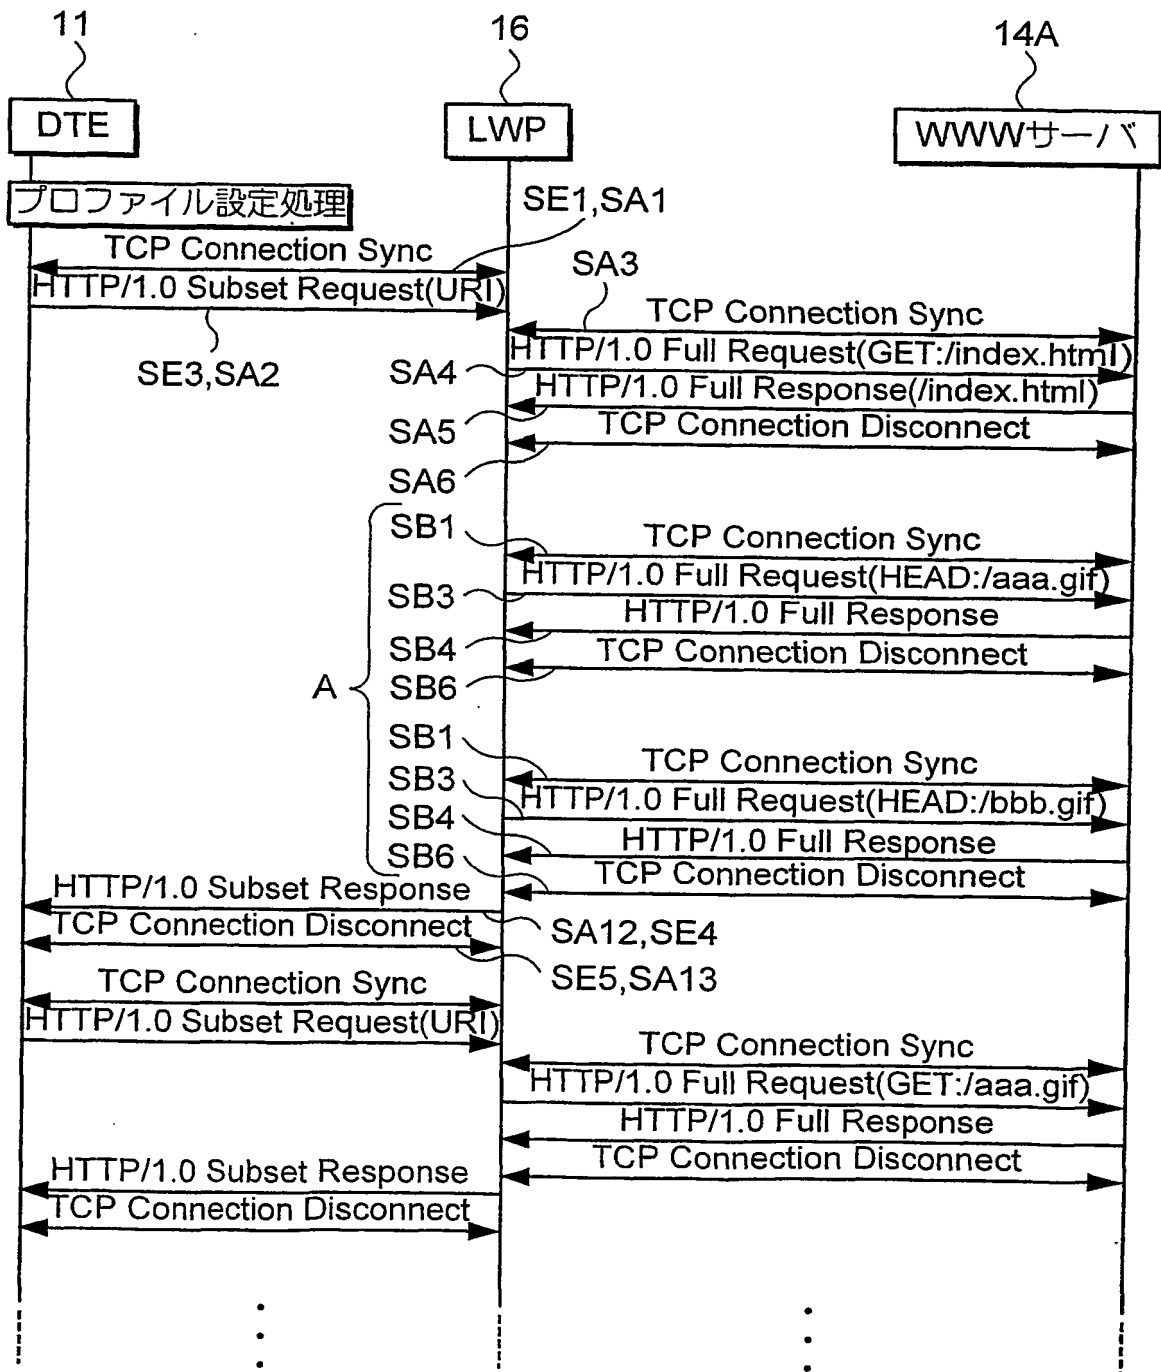 11
16
14A
DTE
LWP
WWWサーバ
プロファイル設定処理
SE1,SA1
TCP Connection Sync
SA3
HTTP/1.0 Subset Request(URI)
TCP Connection Sync
SE3,SA2
HTTP/1.0 Full Request(GET:/index.html)
SA4
HTTP/1.0 Full Response(/index.html)
SA5
TCP Connection Disconnect
SA6
SB1
TCP Connection Sync
HTTP/1.0 Full Request(HEAD:/aaa.gif)
SB3
HTTP/1.0 Full Response
SB4
TCP Connection Disconnect
A
SB6
SB1
TCP Connection Sync
SB3
HTTP/1.0 Full Request(HEAD:/bbb.gif)
SB4
HTTP/1.0 Full Response
SB6
TCP Connection Disconnect
HTTP/1.0 Subset Response
TCP Connection Disconnect
SA12,SE4
SE5,SA13
TCP Connection Sync
HTTP/1.0 Subset Request(URI)
TCP Connection Sync
HTTP/1.0 Full Request(GET:/aaa.gif)
HTTP/1.0 Full Response
TCP Connection Disconnect
HTTP/1.0 Subset Response
TCP Connection Disconnect